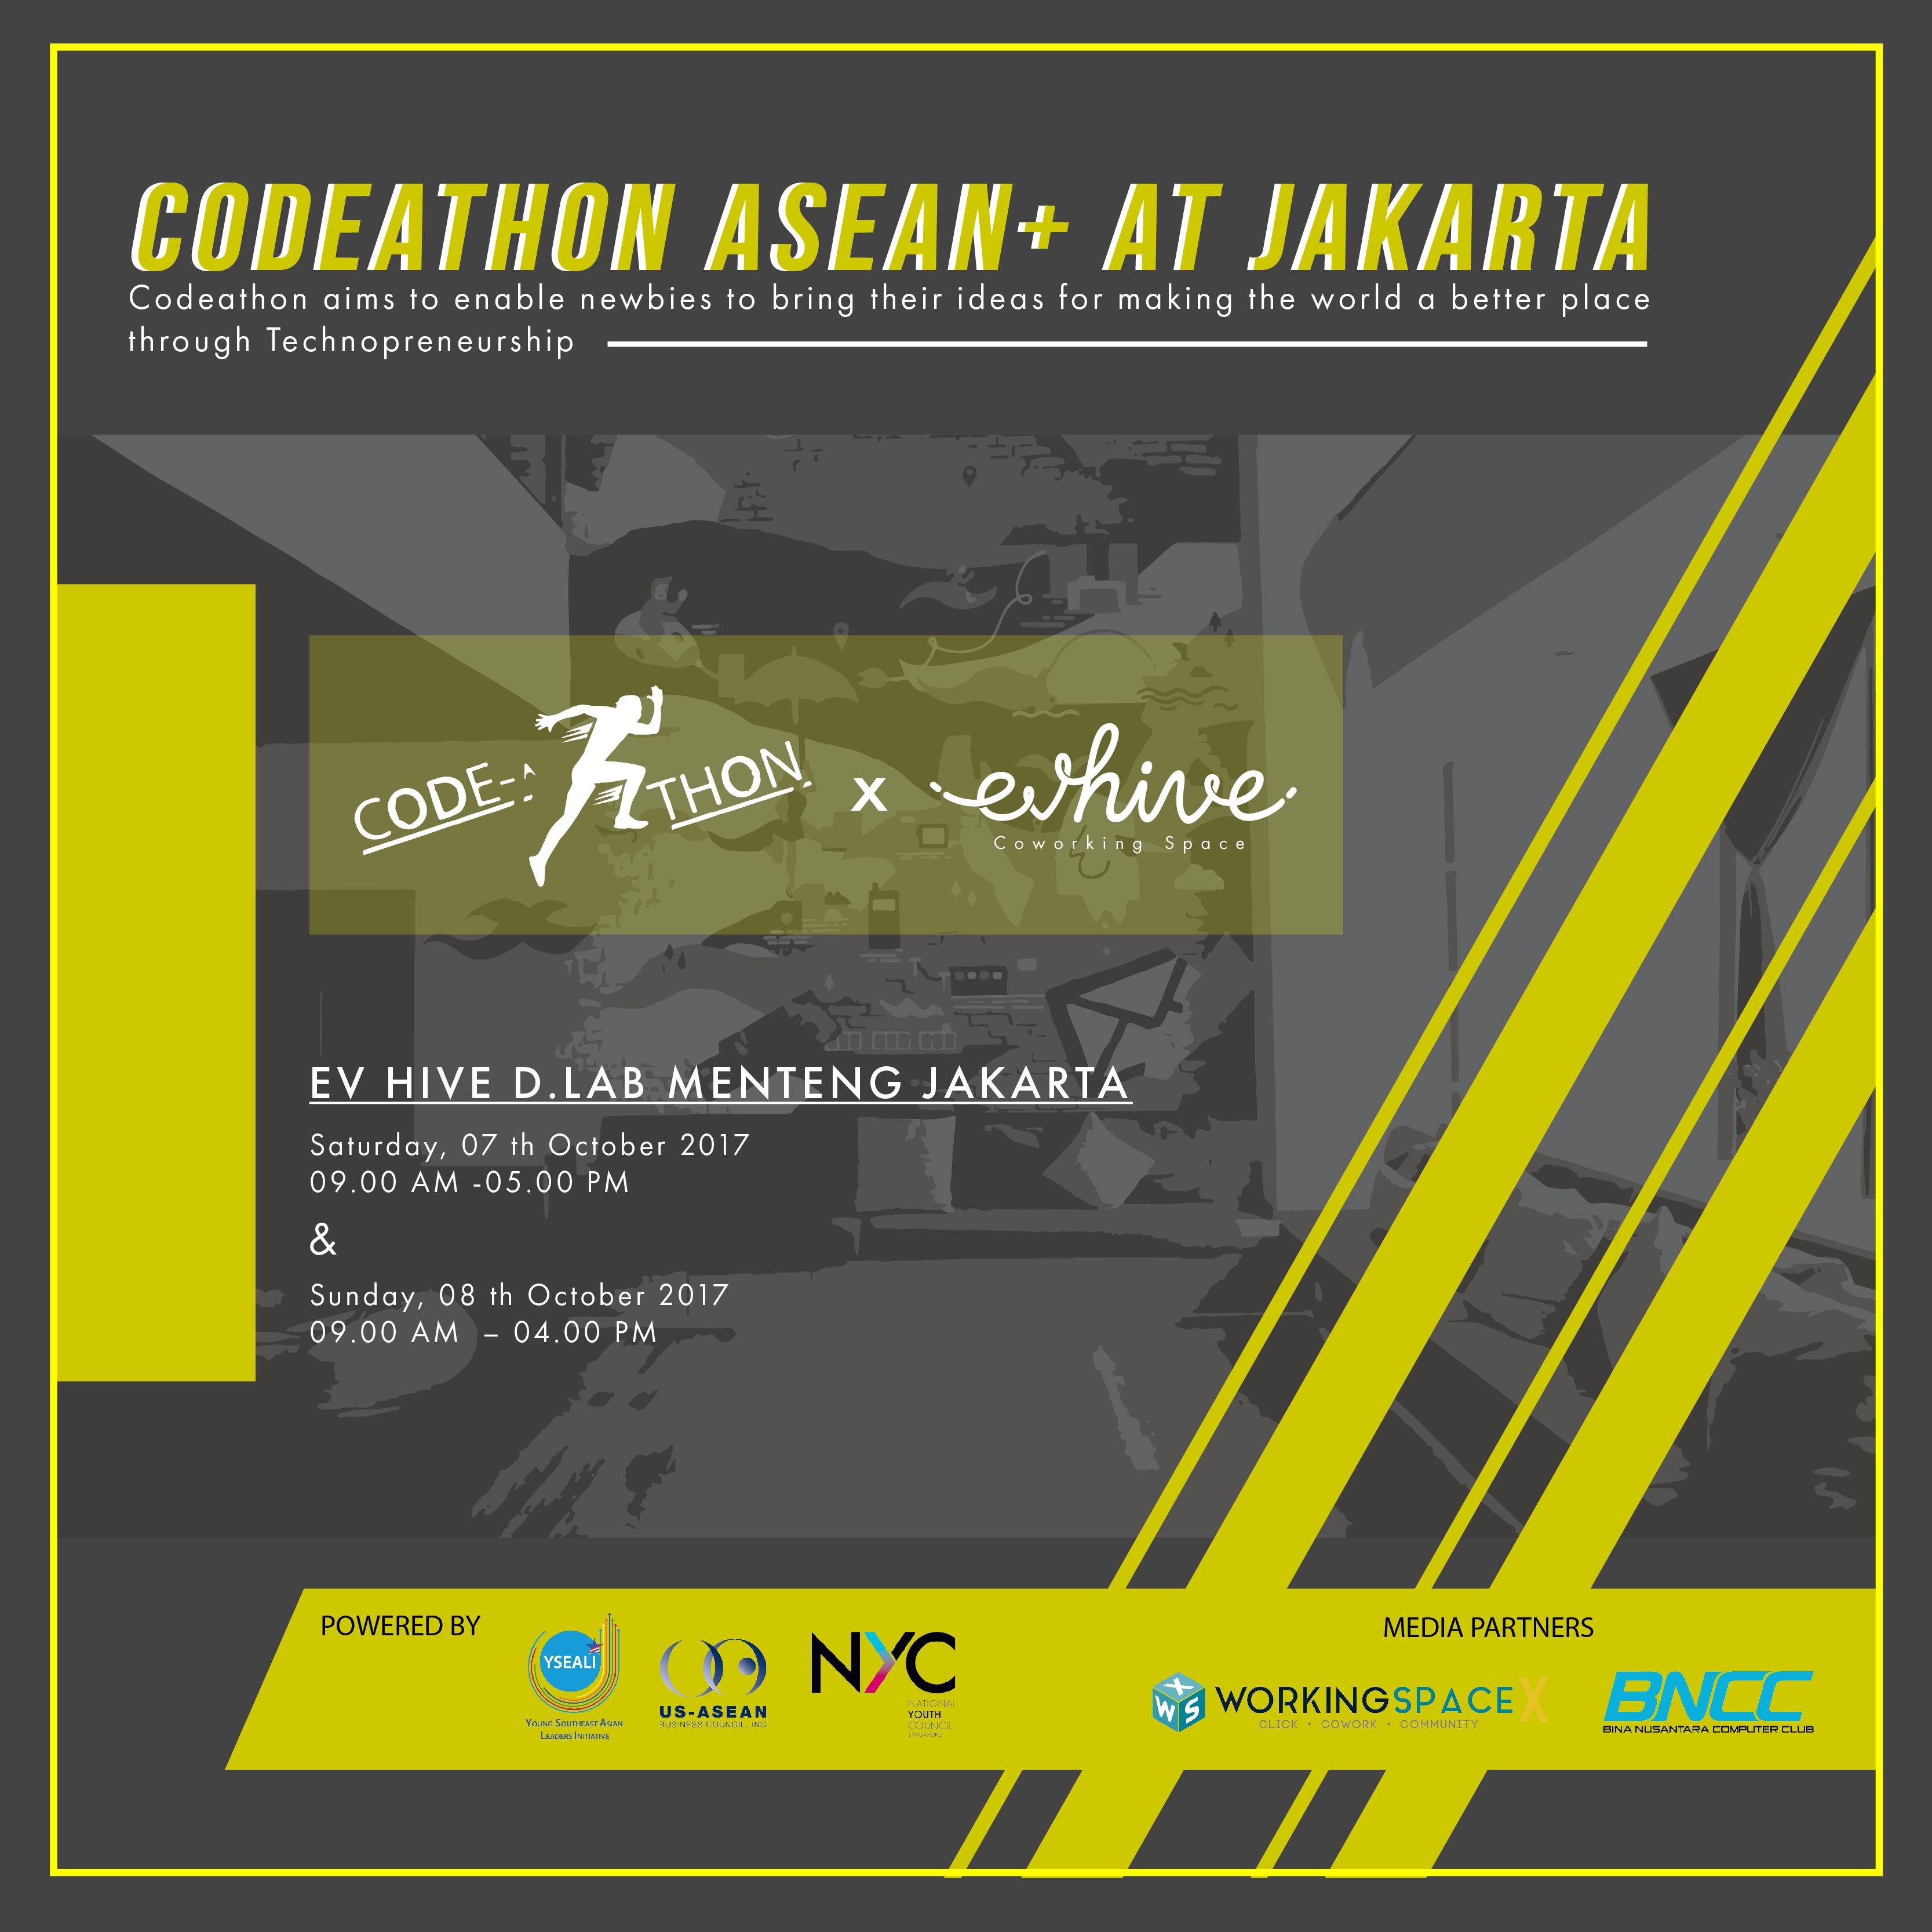 CODEATHON ASEAN+ AT JAKARTA
Codeathon aims to enable newbies to bring their ideas for making the world a better place
through Technopreneurship
CODE-A THON
x
evhive
Coworking Space
EV HIVE D.LAB MENTENG JAKARTA
Saturday, 07 th October 2017
09.00 AM -05.00 PM
&
Sunday, 08 th October 2017
09.00 AM – 04.00 PM
POWERED BY
YSEALI
YOUNG SOUTHEAST ASIAN
LEADERS INITIATIVE
US-ASEAN
BUSINESS COUNCIL, INC
NYC
NATIONAL
YOUTH
COUNCIL
SINGAPORE
MEDIA PARTNERS
X
W S
WORKINGSPACE X
CLICK • COWORK • COMMUNITY
BNCC
BINA NUSANTARA COMPUTER CLUB